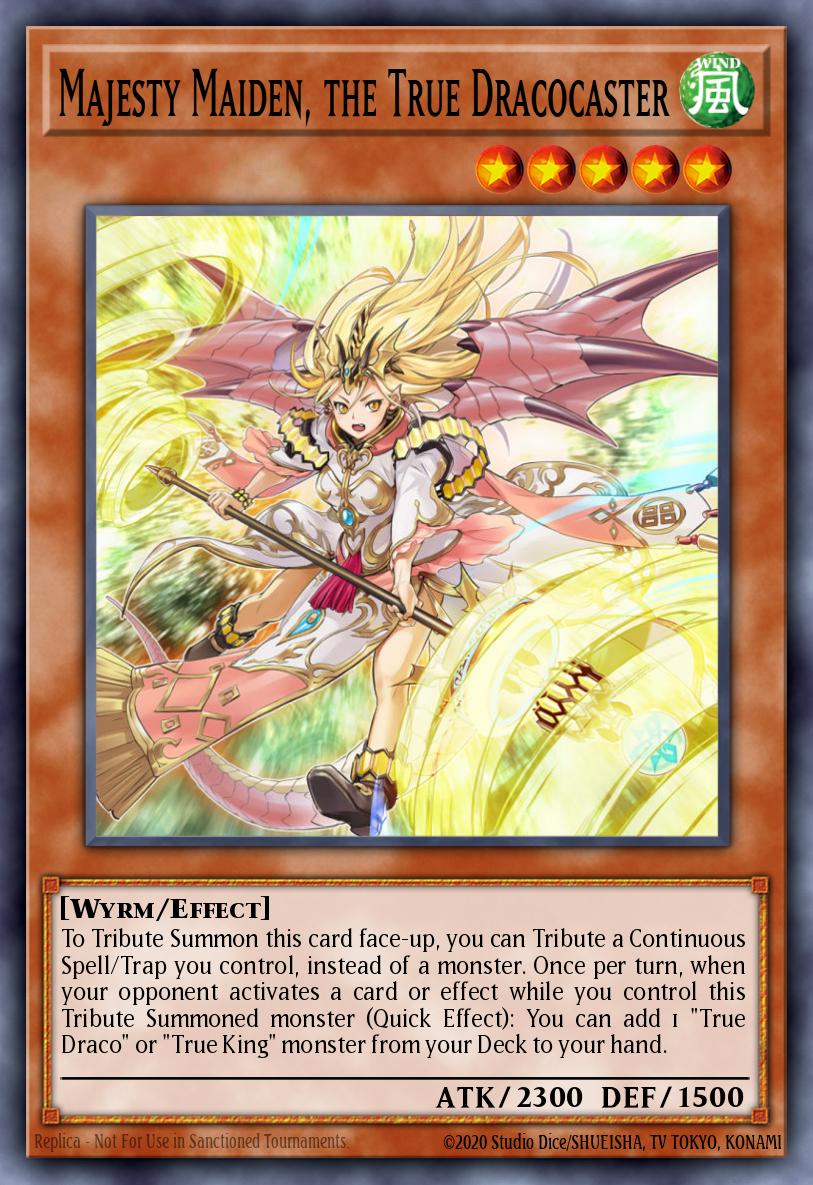 Majesty Maiden, the True Dracocaster
WIND
風
[Wyrm/Effect]
To Tribute Summon this card face-up, you can Tribute a Continuous
Spell/Trap you control, instead of a monster. Once per turn, when
your opponent activates a card or effect while you control this
Tribute Summoned monster (Quick Effect): You can add 1 "True
Draco" or "True King" monster from your Deck to your hand.
ATK/2300 DEF/1500
Replica - Not For Use in Sanctioned Tournaments.
©2020 Studio Dice/SHUEISHA, TV TOKYO, KONAMI